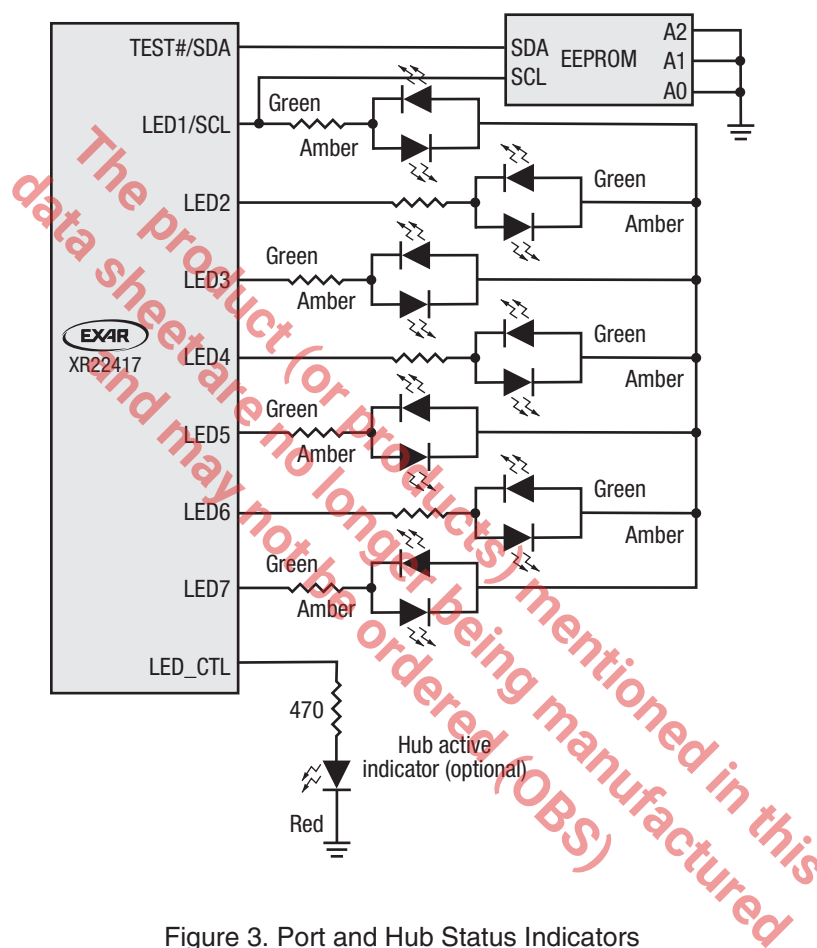 TEST#/SDA
SDA
SCL
EEPROM
A2
A1
A0
LED1/SCL
Green
Amber
LED2
Green
Amber
LED3
Green
Amber
EXAR
XR22417
LED4
Green
Amber
LED5
Green
Amber
LED6
Green
Amber
LED7
Green
Amber
LED_CTL
470
Hub active
indicator (optional)
Red
The product (or products) mentioned in this
data sheet are no longer being manufactured
and may not be ordered (OBS)
Figure 3. Port and Hub Status Indicators